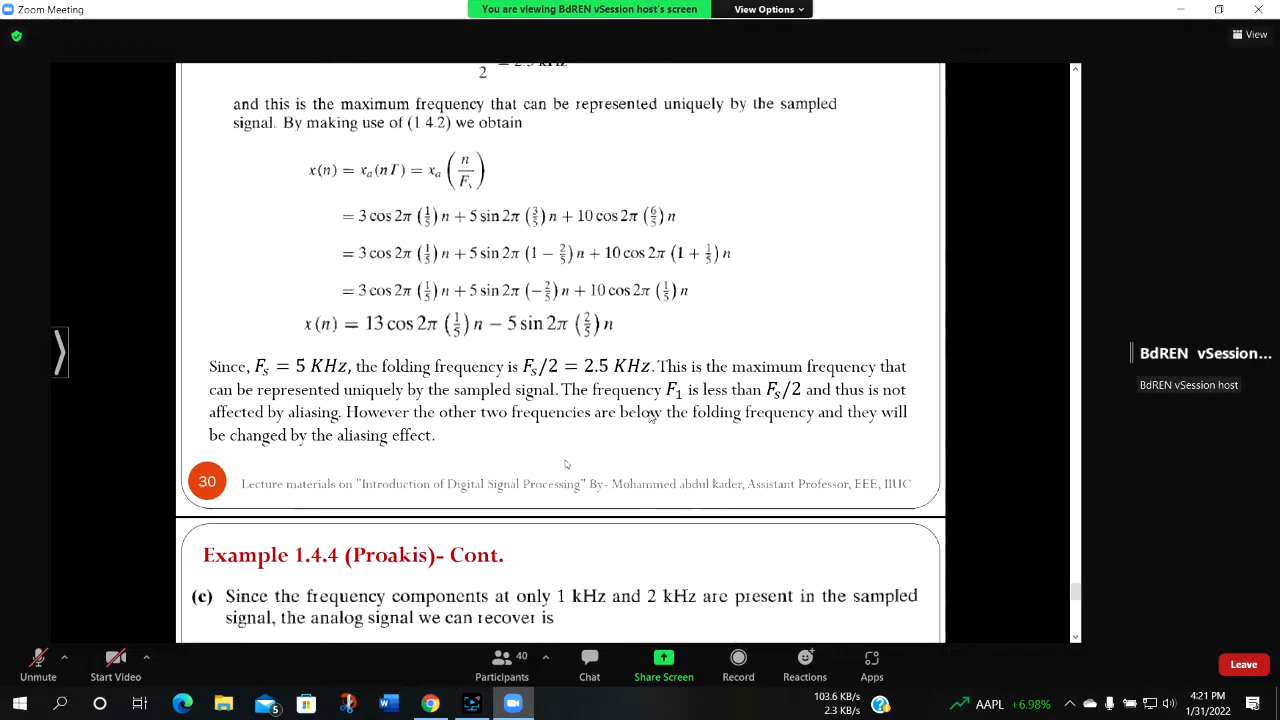 Zoom Meeting
You are viewing BdREN vSession host's screen
View Options
View
2
and this is the maximum frequency that can be represented uniquely by the sampled
signal. By making use of (1.4.2) we obtain
x(n) = xₐ(nT) = xₐ (n/Fₛ)
= 3 cos 2π (1/5) n + 5 sin 2π (3/5) n + 10 cos 2π (6/5) n
= 3 cos 2π (1/5) n + 5 sin 2π (1 − 2/5) n + 10 cos 2π (1 + 1/5) n
= 3 cos 2π (1/5) n + 5 sin 2π (−2/5) n + 10 cos 2π (1/5) n
x(n) = 13 cos 2π (1/5) n − 5 sin 2π (2/5) n
Since, Fₛ = 5 KHz, the folding frequency is Fₛ/2 = 2.5 KHz. This is the maximum frequency that
can be represented uniquely by the sampled signal. The frequency F₁ is less than Fₛ/2 and thus is not
affected by aliasing. However the other two frequencies are below the folding frequency and they will
be changed by the aliasing effect.
30
Lecture materials on "Introduction of Digital Signal Processing" By- Mohammed abdul kader, Assistant Professor, EEE, IIUC
Example 1.4.4 (Proakis)- Cont.
(c) Since the frequency components at only 1 kHz and 2 kHz are present in the sampled
signal, the analog signal we can recover is
BdREN vSession...
BdREN vSession host
Unmute
Start Video
40
Participants
Chat
Share Screen
Record
Reactions
Apps
Leave
5
103.6 KB/s
2.3 KB/s
AAPL +6.98%
4:21 PM
1/31/2022